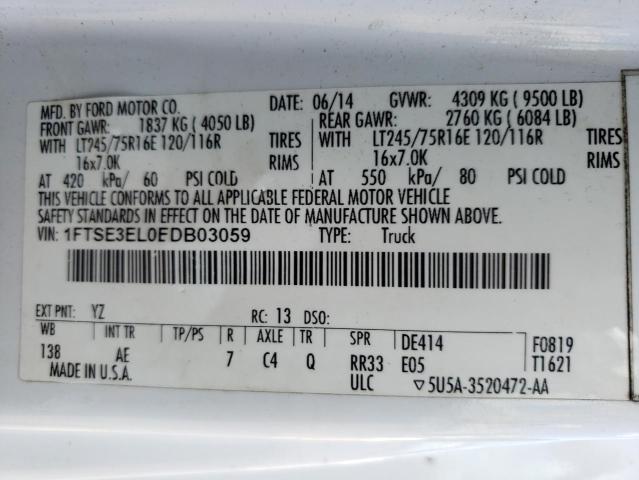 MFD. BY FORD MOTOR CO. DATE: 06/14 GVWR: 4309 KG ( 9500 LB)
FRONT GAWR: 1837 KG ( 4050 LB) REAR GAWR: 2760 KG ( 6084 LB)
WITH LT245/75R16E 120/116R TIRES WITH LT245/75R16E 120/116R TIRES
16x7.0K RIMS 16x7.0K RIMS
AT 420 kPa/ 60 PSI COLD AT 550 kPa/ 80 PSI COLD
THIS VEHICLE CONFORMS TO ALL APPLICABLE FEDERAL MOTOR VEHICLE
SAFETY STANDARDS IN EFFECT ON THE DATE OF MANUFACTURE SHOWN ABOVE.
VIN: 1FTSE3EL0EDB03059 TYPE: Truck
EXT PNT: YZ RC: 13 DSO:
WB INT TR TP/PS R AXLE TR SPR DE414 F0819
138 AE 7 C4 Q RR33 E05 T1621
MADE IN U.S.A. ULC ▽5U5A-3520472-AA